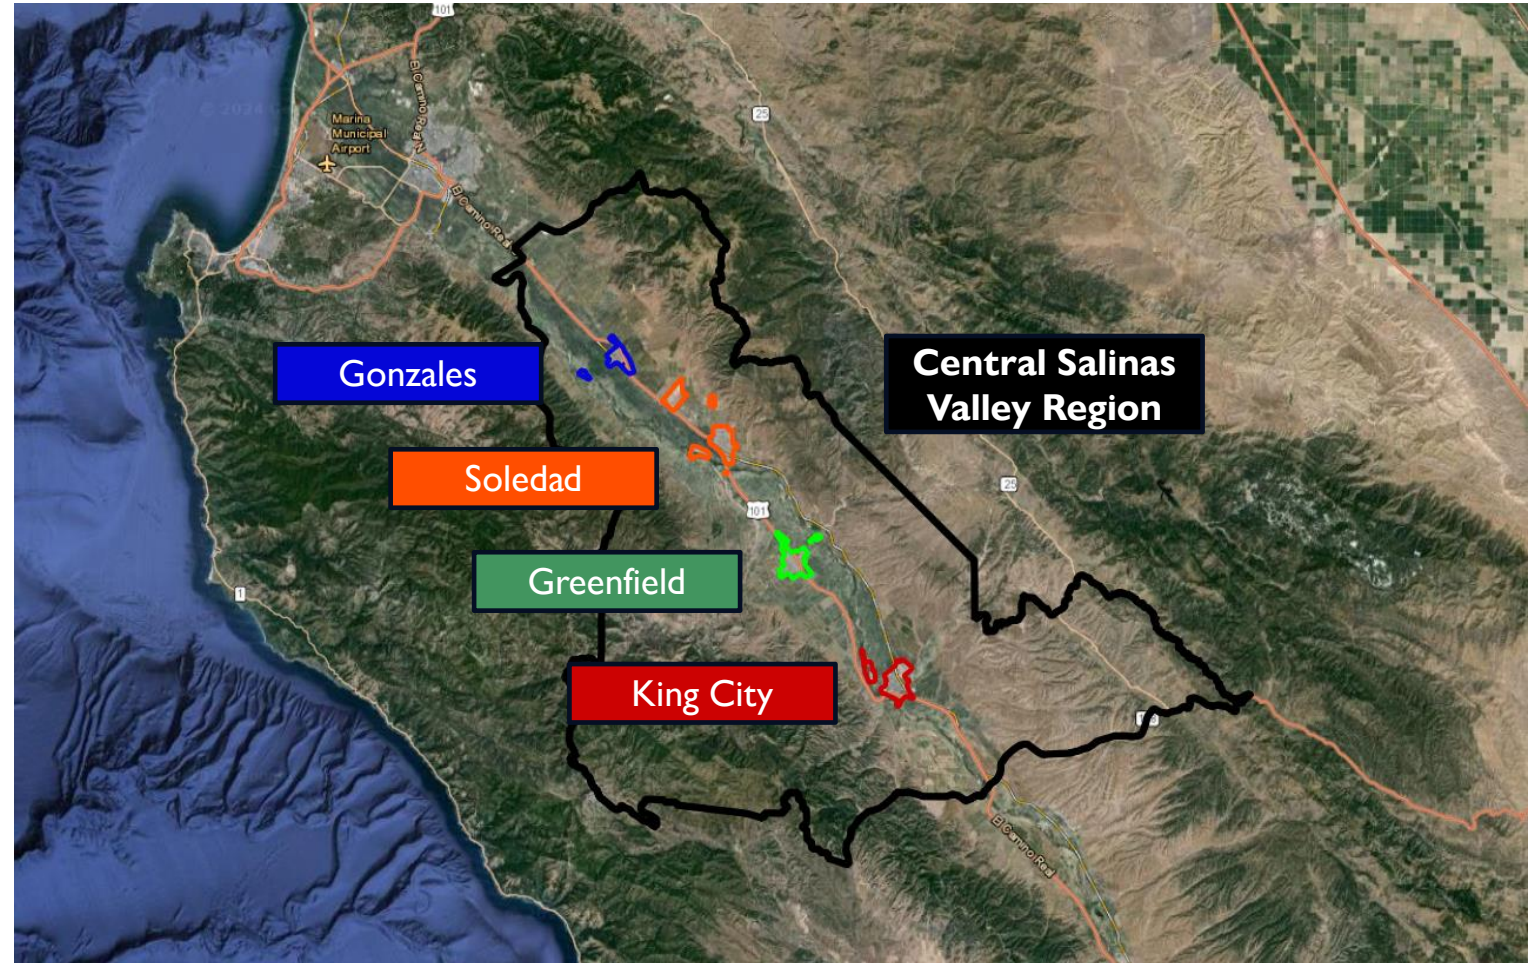 101
El Camino Real N
© 2024
Marina
Municipal
Airport
25
El Camino Real
Gonzales
Central Salinas
Valley Region
Soledad
25
101
Greenfield
1
King City
El Camino Real